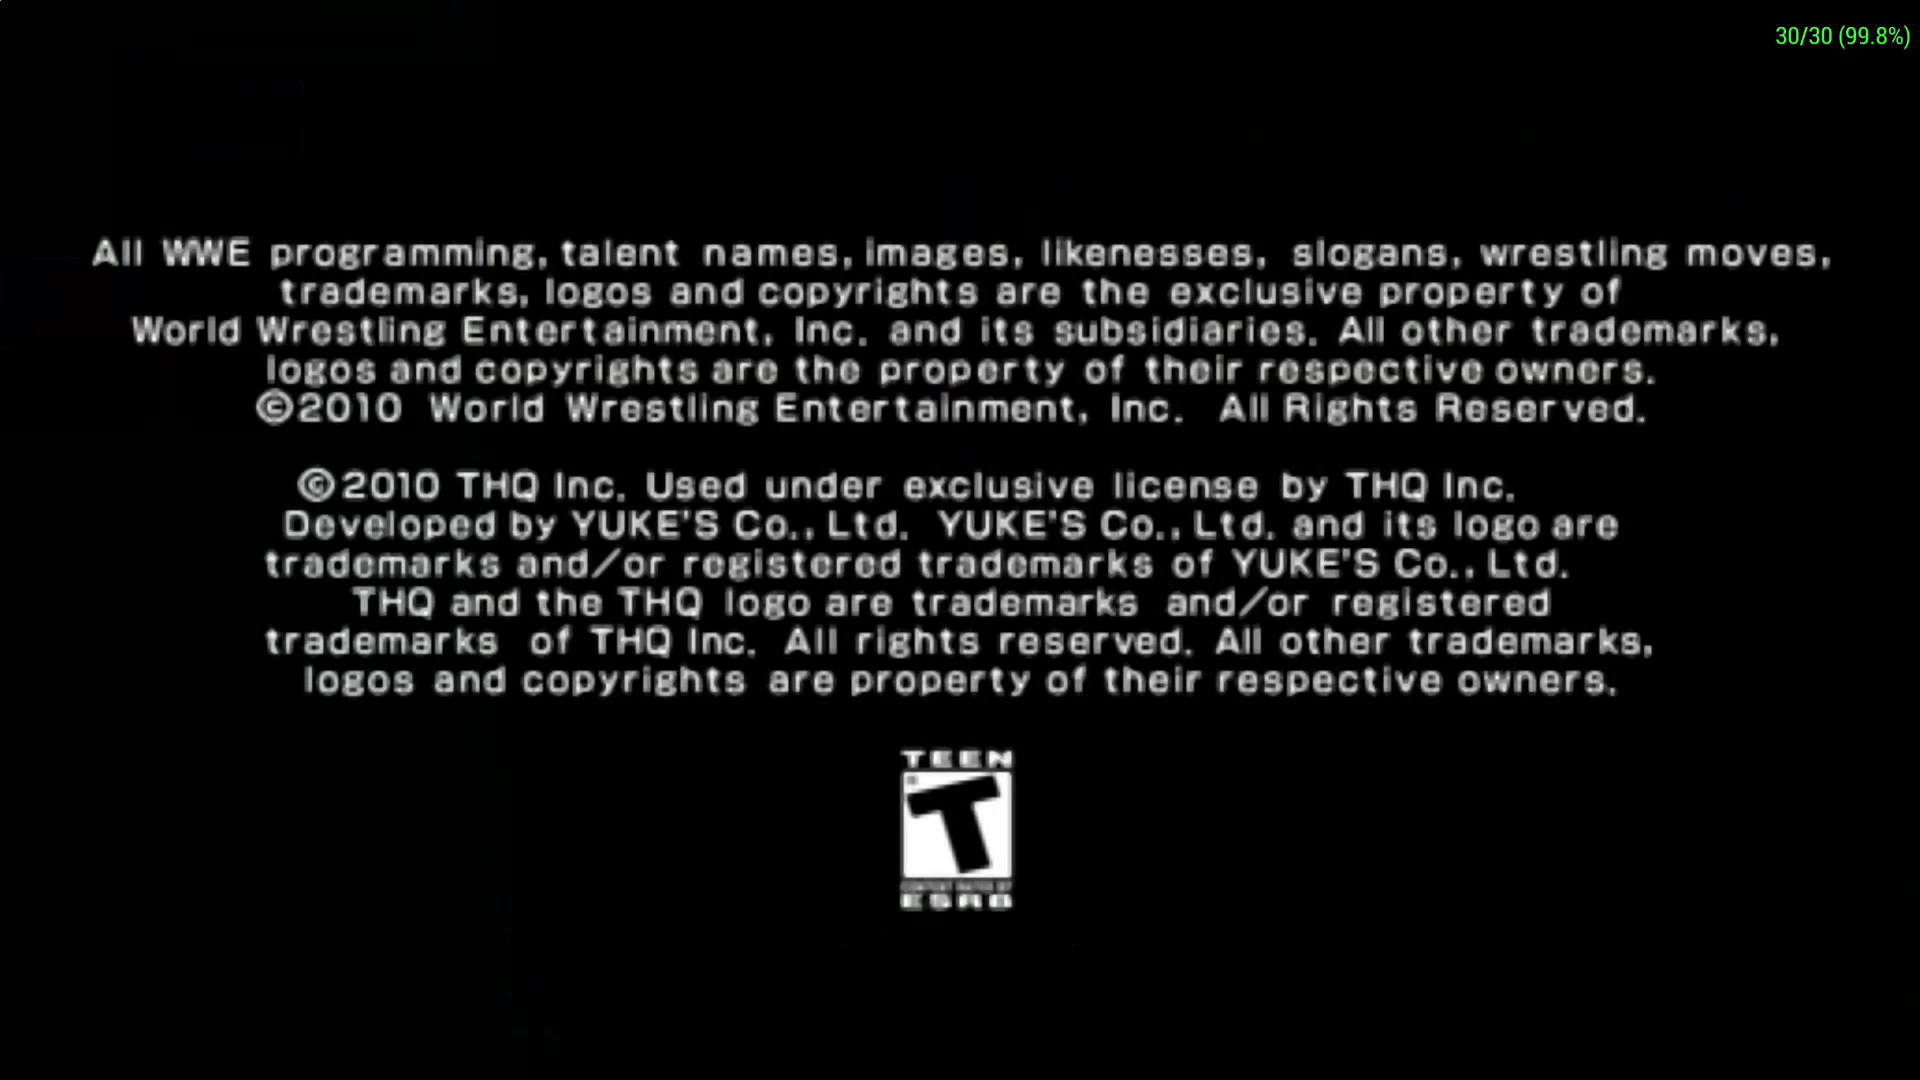 30/30 (99.8%)
All WWE programming, talent names, images, likenesses, slogans, wrestling moves,
trademarks, logos and copyrights are the exclusive property of
World Wrestling Entertainment, Inc. and its subsidiaries. All other trademarks,
logos and copyrights are the property of their respective owners.
©2010 World Wrestling Entertainment, Inc. All Rights Reserved.
©2010 THQ Inc. Used under exclusive license by THQ Inc.
Developed by YUKE'S Co., Ltd. YUKE'S Co., Ltd. and its logo are
trademarks and/or registered trademarks of YUKE'S Co., Ltd.
THQ and the THQ logo are trademarks and/or registered
trademarks of THQ Inc. All rights reserved. All other trademarks,
logos and copyrights are property of their respective owners.
TEEN
T
ESRB